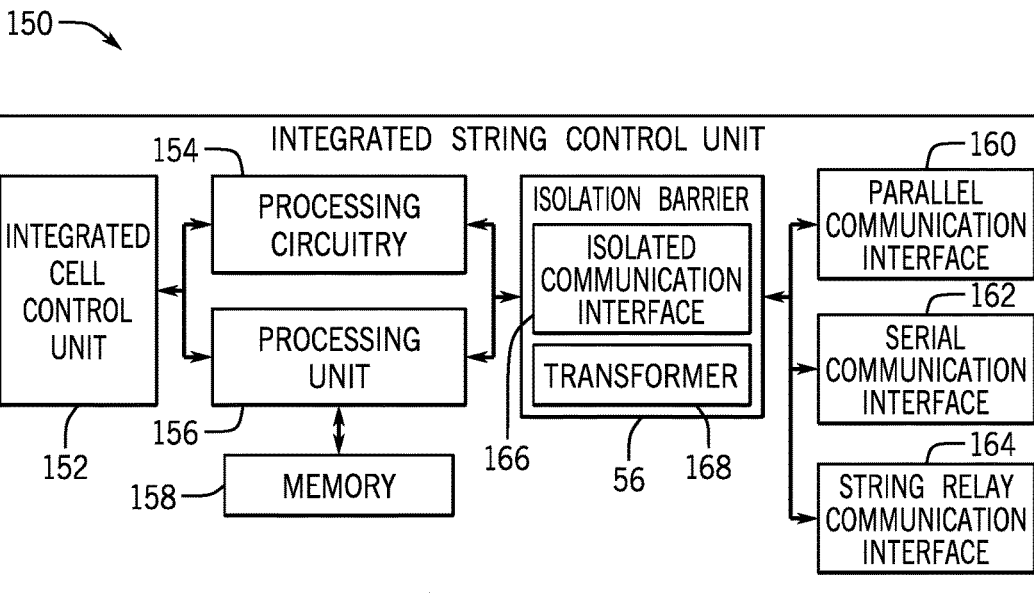 150
INTEGRATED STRING CONTROL UNIT
154
160
INTEGRATED
CELL
CONTROL
UNIT
PROCESSING
CIRCUITRY
ISOLATION BARRIER
ISOLATED
COMMUNICATION
INTERFACE
PARALLEL
COMMUNICATION
INTERFACE
162
PROCESSING
UNIT
TRANSFORMER
SERIAL
COMMUNICATION
INTERFACE
152
156
166
56
168
164
158
MEMORY
STRING RELAY
COMMUNICATION
INTERFACE